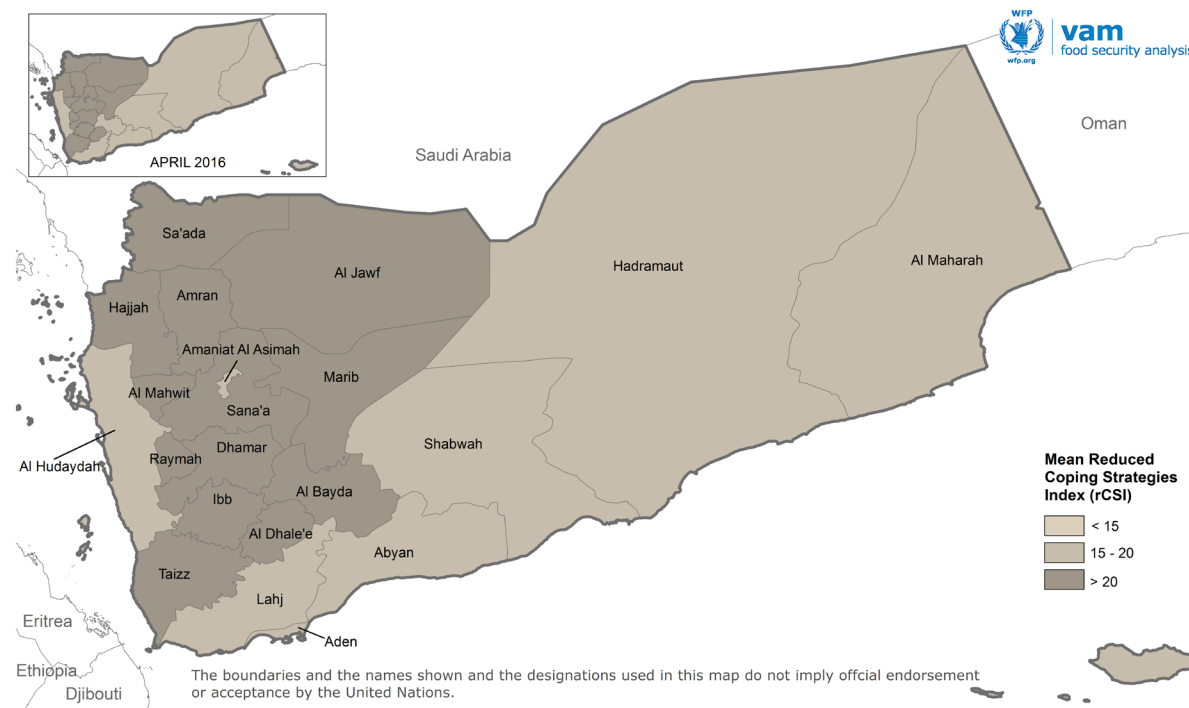 WFP
wfp.org
vam
food security analysis
APRIL 2016
Saudi Arabia
Oman
Sa'ada
Al Jawf
Hadramaut
Al Maharah
Hajjah
Amran
Amaniat Al Asimah
Marib
Al Mahwit
Sana'a
Shabwah
Dhamar
Al Hudaydah
Raymah
Ibb
Al Bayda
Al Dhale'e
Abyan
Taizz
Lahj
Aden
Eritrea
Ethiopia
Djibouti
Mean Reduced
Coping Strategies
Index (rCSI)
< 15
15 - 20
> 20
The boundaries and the names shown and the designations used in this map do not imply offcial endorsement
or acceptance by the United Nations.